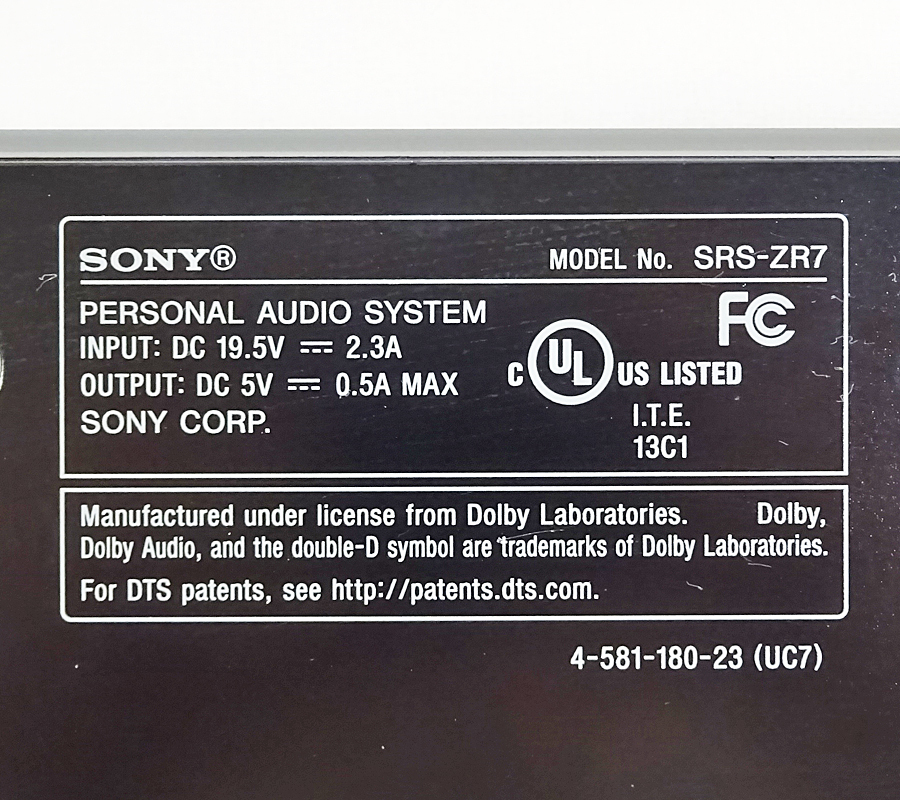 SONY® MODEL No. SRS-ZR7
PERSONAL AUDIO SYSTEM
FC
INPUT: DC 19.5V ⎓ 2.3A
OUTPUT: DC 5V ⎓ 0.5A MAX
C UL US LISTED
SONY CORP.
I.T.E.
13C1
Manufactured under license from Dolby Laboratories. Dolby,
Dolby Audio, and the double-D symbol are trademarks of Dolby Laboratories.
For DTS patents, see http://patents.dts.com.
4-581-180-23 (UC7)